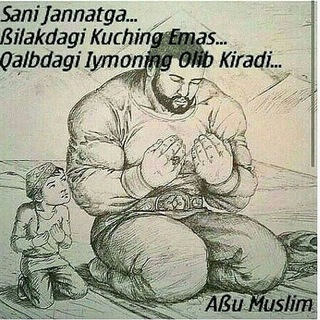 Sani Jannatga...
ßilakdagi Kuching Emas...
Qalbdagi Iymoning Olib Kiradi...
Aßu Muslim